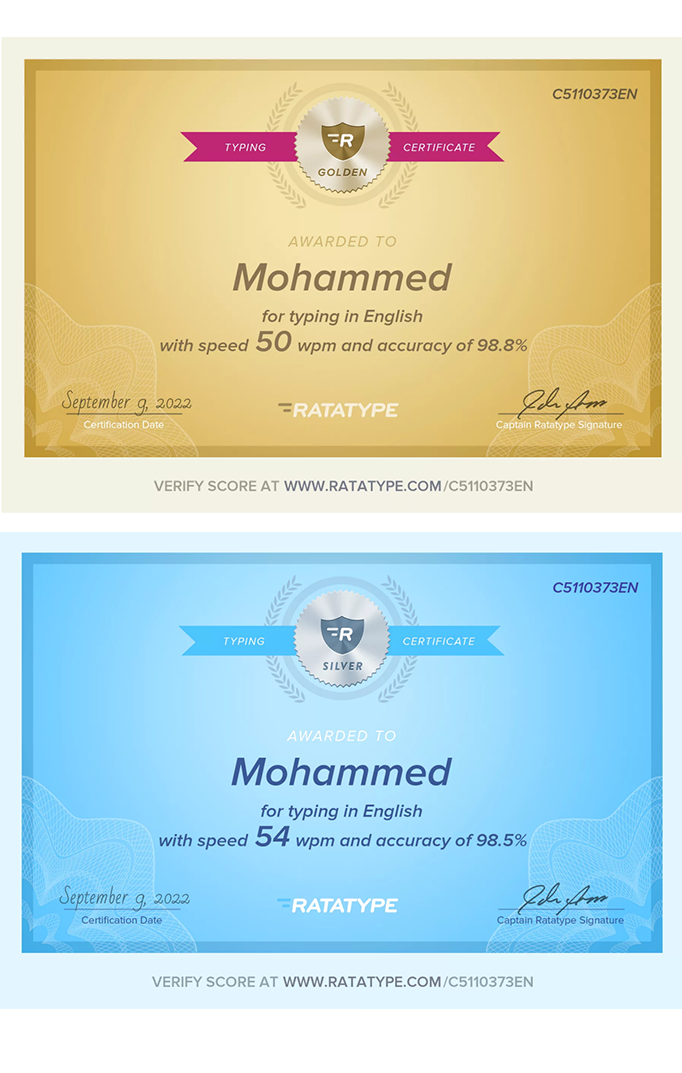 C5110373EN
TYPING
R
CERTIFICATE
GOLDEN
AWARDED TO
Mohammed
for typing in English
with speed 50 wpm and accuracy of 98.8%
September 9, 2022
RATATYPE
Certification Date
Captain Ratatype Signature
VERIFY SCORE AT WWW.RATATYPE.COM/C5110373EN
C5110373EN
TYPING
R
CERTIFICATE
SILVER
AWARDED TO
Mohammed
for typing in English
with speed 54 wpm and accuracy of 98.5%
September 9, 2022
RATATYPE
Certification Date
Captain Ratatype Signature
VERIFY SCORE AT WWW.RATATYPE.COM/C5110373EN